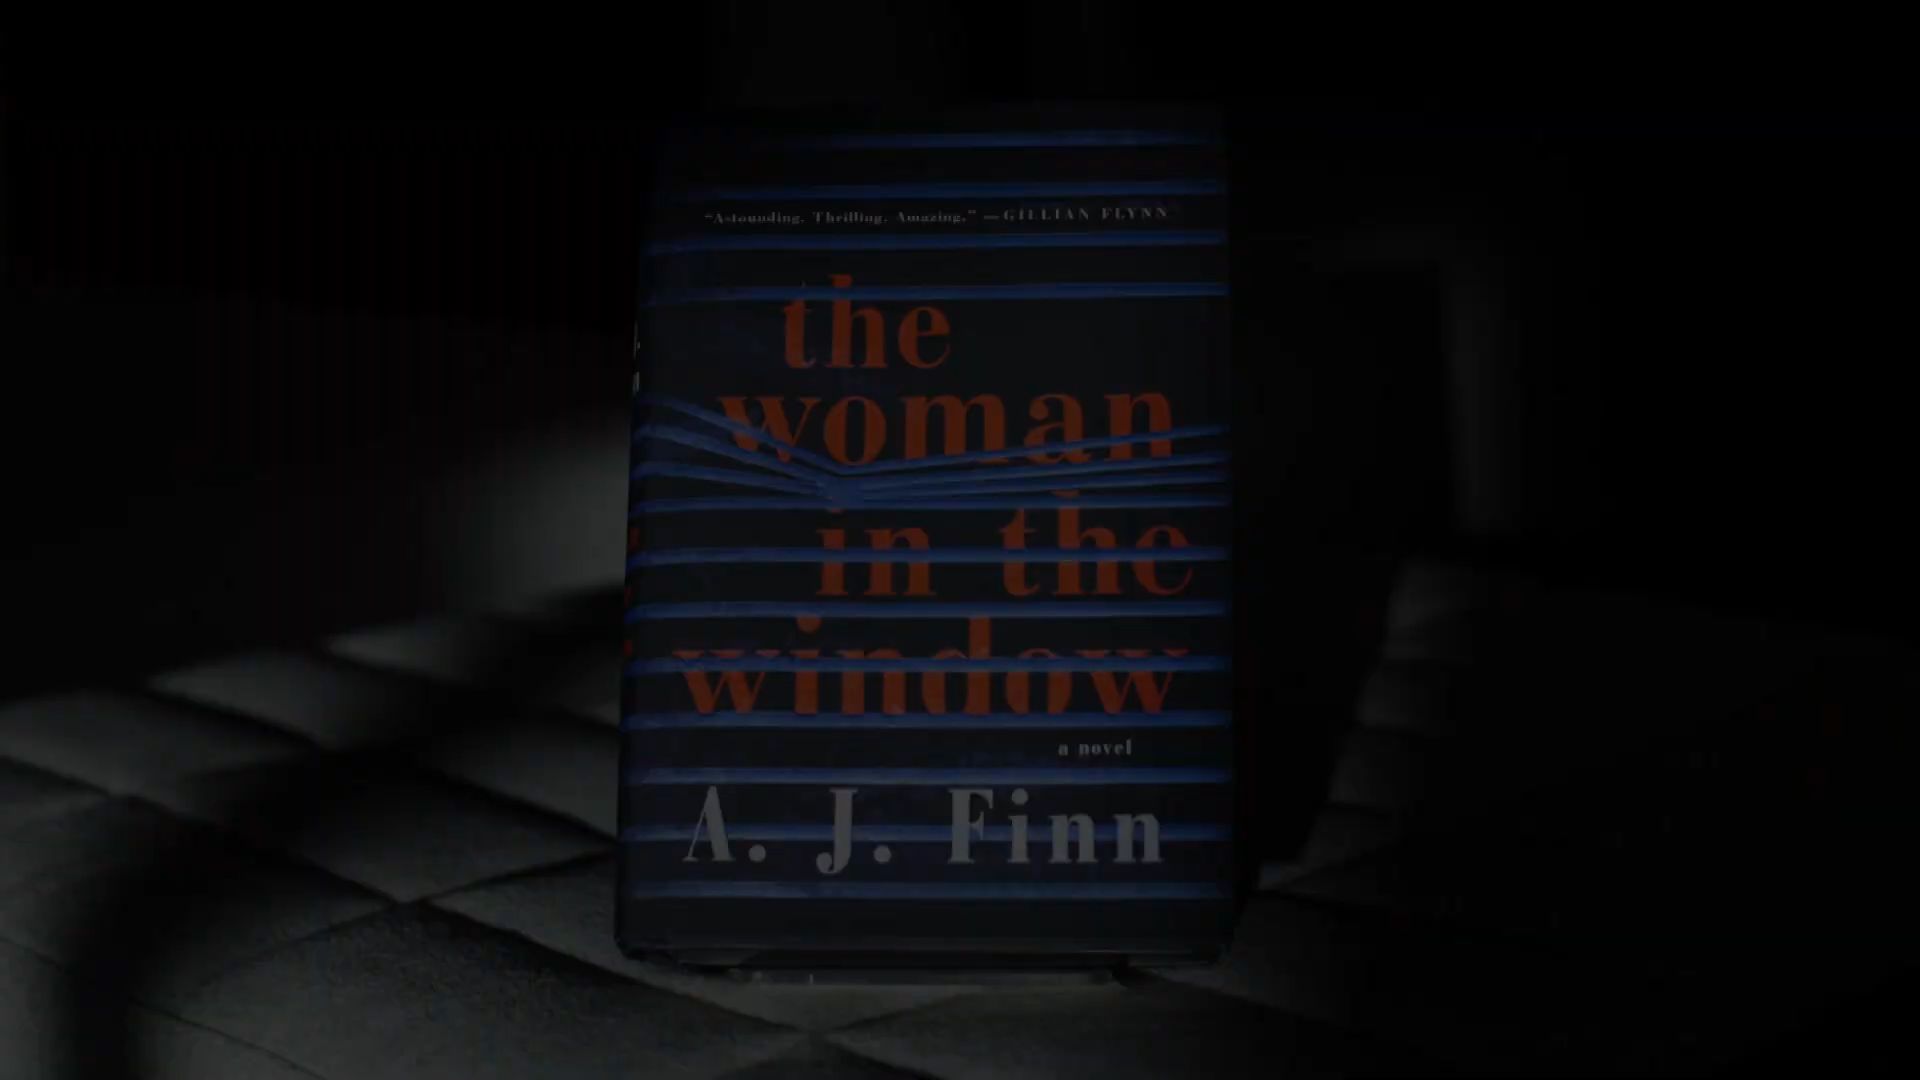 “Astounding. Thrilling. Amazing.” —GILLIAN FLYNN
the
woman
in the
window
a novel
A. J. Finn